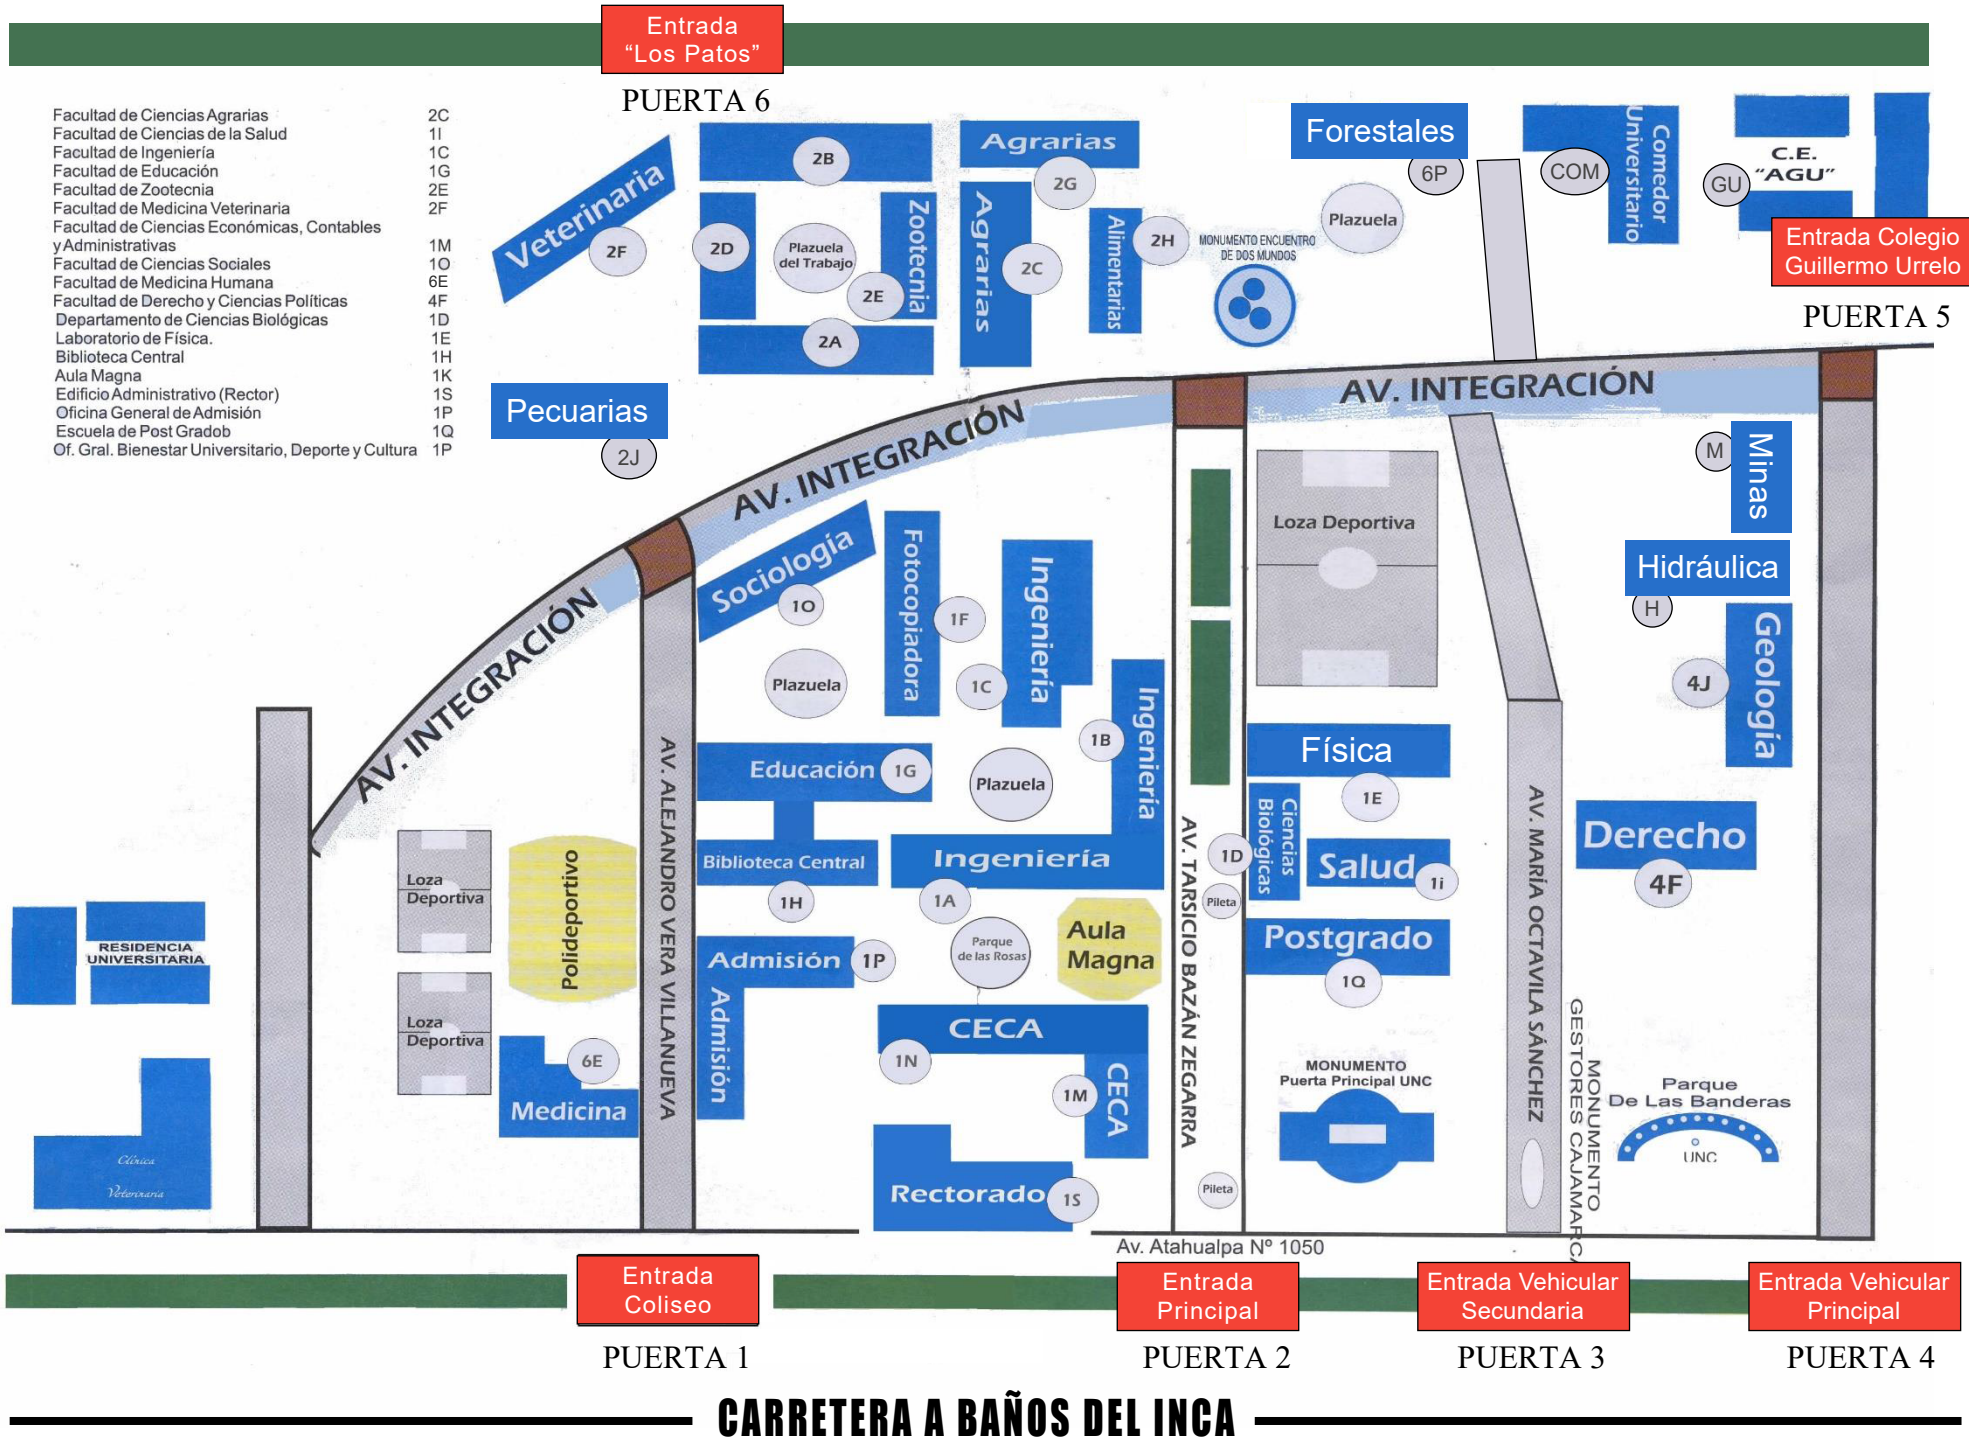 Entrada
“Los Patos”
PUERTA 6
Facultad de Ciencias Agrarias 2C
Facultad de Ciencias de la Salud 1I
Facultad de Ingeniería 1C
Facultad de Educación 1G
Facultad de Zootecnia 2E
Facultad de Medicina Veterinaria 2F
Facultad de Ciencias Económicas, Contables
y Administrativas 1M
Facultad de Ciencias Sociales 1O
Facultad de Medicina Humana 6E
Facultad de Derecho y Ciencias Políticas 4F
Departamento de Ciencias Biológicas 1D
Laboratorio de Física. 1E
Biblioteca Central 1H
Aula Magna 1K
Edificio Administrativo (Rector) 1S
Oficina General de Admisión 1P
Escuela de Post Gradob 1Q
Of. Gral. Bienestar Universitario, Deporte y Cultura 1P
Veterinaria
2F
2B
2D
Plazuela
del Trabajo
2E
Zootecnia
2A
Agrarias
2G
Agrarias
2C
Alimentarias
2H
MONUMENTO ENCUENTRO
DE DOS MUNDOS
Forestales
6P
Plazuela
COM
Comedor
Universitario
C.E.
“AGU”
GU
Entrada Colegio
Guillermo Urrelo
PUERTA 5
Pecuarias
2J
AV. INTEGRACIÓN
AV. INTEGRACIÓN
AV. INTEGRACIÓN
Sociología
1O
Plazuela
Fotocopiadora
1F
Ingeniería
1C
Ingeniería
1B
Plazuela
Educación
1G
Biblioteca Central
1H
Ingeniería
1A
Parque
de las Rosas
Aula
Magna
Admisión
1P
Admisión
CECA
1N
CECA
1M
Rectorado
1S
Loza Deportiva
M
Minas
Hidráulica
H
Geología
4J
Física
1E
Ciencias
Biológicas
1D
Salud
1i
Pileta
Postgrado
1Q
Derecho
4F
AV. ALEJANDRO VERA VILLANUEVA
AV. TARSICIO BAZÁN ZEGARRA
AV. MARÍA OCTAVILA SÁNCHEZ
Loza
Deportiva
Loza
Deportiva
Polideportivo
6E
Medicina
RESIDENCIA
UNIVERSITARIA
Clínica
Veterinaria
MONUMENTO
Puerta Principal UNC
Pileta
MONUMENTO
GESTORES CAJAMARCA
Parque
De Las Banderas
UNC
Av. Atahualpa Nº 1050
Entrada
Coliseo
PUERTA 1
Entrada
Principal
PUERTA 2
Entrada Vehicular
Secundaria
PUERTA 3
Entrada Vehicular
Principal
PUERTA 4
CARRETERA A BAÑOS DEL INCA